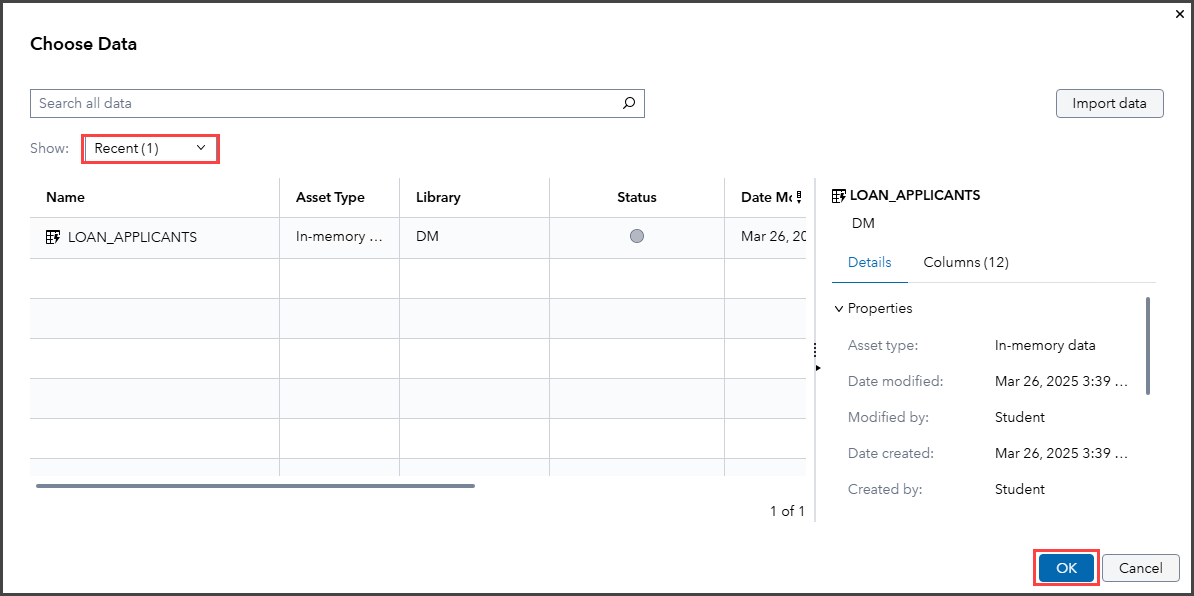 Choose Data
Search all data
Import data
Show: Recent (1)
Name Asset Type Library Status Date Mo
LOAN_APPLICANTS In-memory ... DM Mar 26, 20
1 of 1
LOAN_APPLICANTS
DM
Details Columns (12)
Properties
Asset type: In-memory data
Date modified: Mar 26, 2025 3:39 ...
Modified by: Student
Date created: Mar 26, 2025 3:39 ...
Created by: Student
OK Cancel